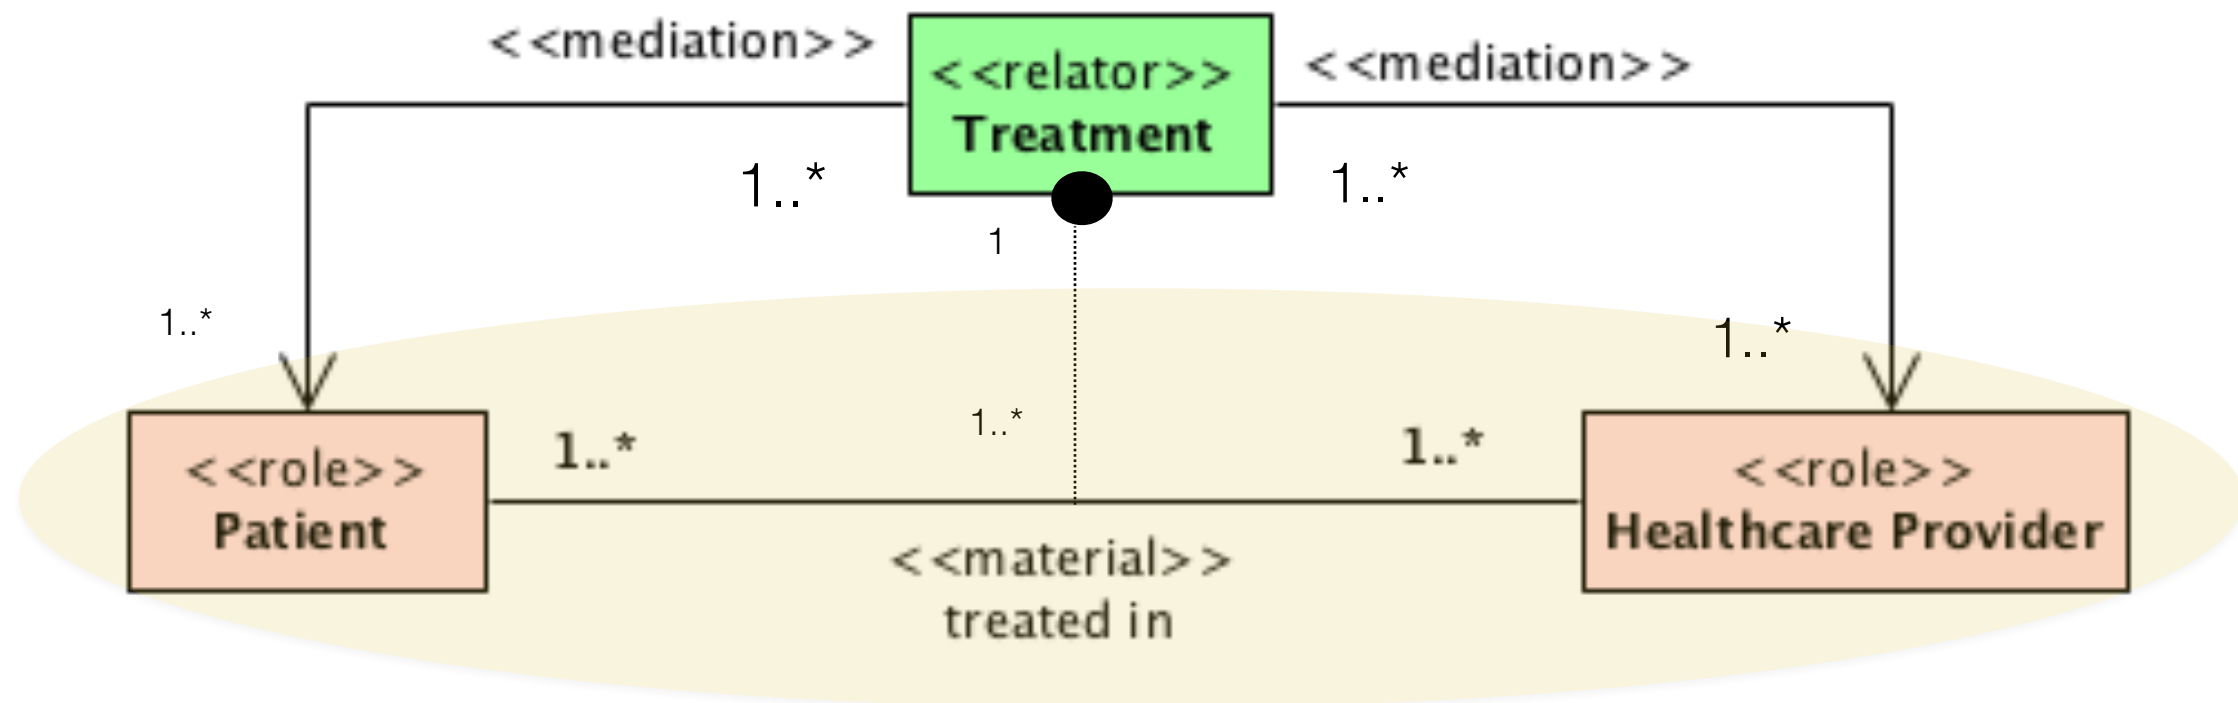 <<mediation>>
<<relator>>
Treatment
<<mediation>>
1..*
1..*
1
1..*
1..*
<<role>>
Patient
1..*
1..*
1..*
<<role>>
Healthcare Provider
<<material>>
treated in